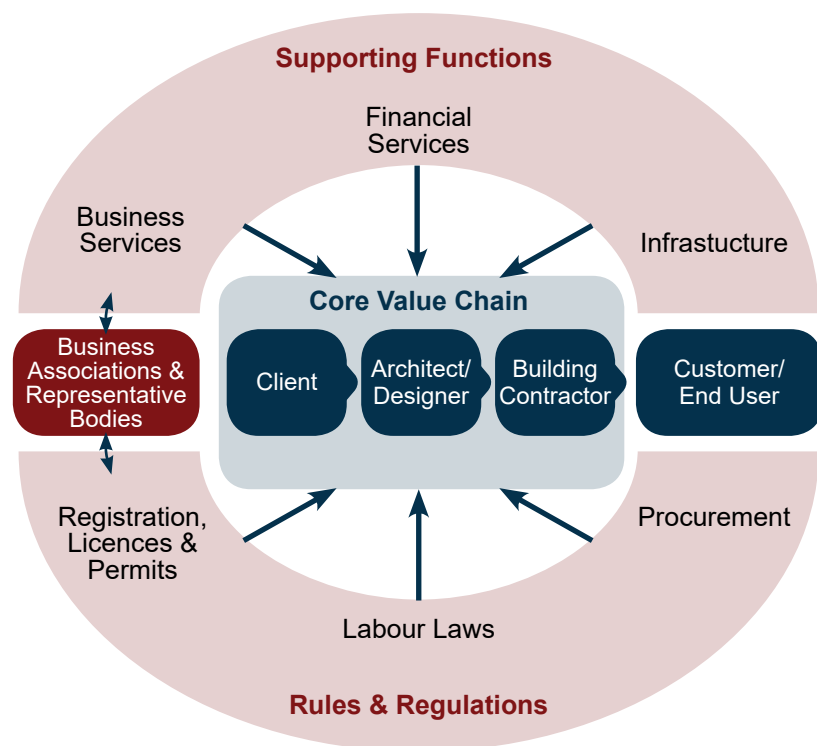 Supporting Functions
Financial
Services
Business
Services
Infrastucture
Core Value Chain
Business
Associations &
Representative
Bodies
Client
Architect/
Designer
Building
Contractor
Customer/
End User
Registration,
Licences &
Permits
Procurement
Labour Laws
Rules & Regulations